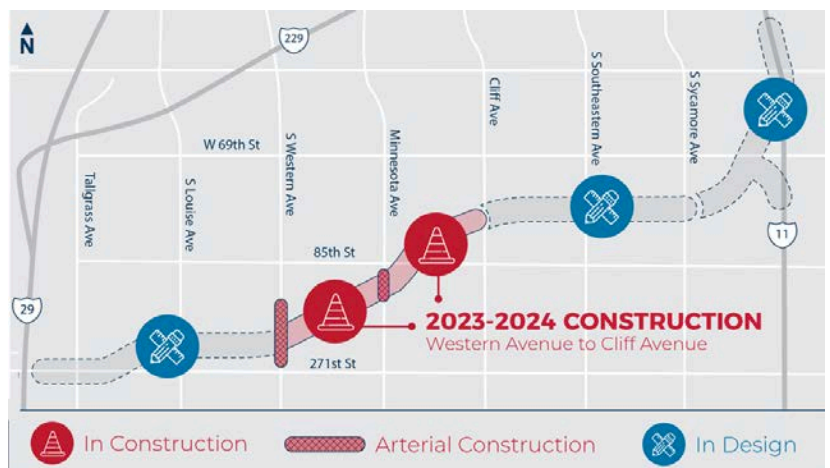 N
229
W 69th St
Tallgrass Ave
S Louise Ave
S Western Ave
Minnesota Ave
Cliff Ave
S Southeastern Ave
S Sycamore Ave
85th St
11
29
2023-2024 CONSTRUCTION
Western Avenue to Cliff Avenue
271st St
In Construction
Arterial Construction
In Design